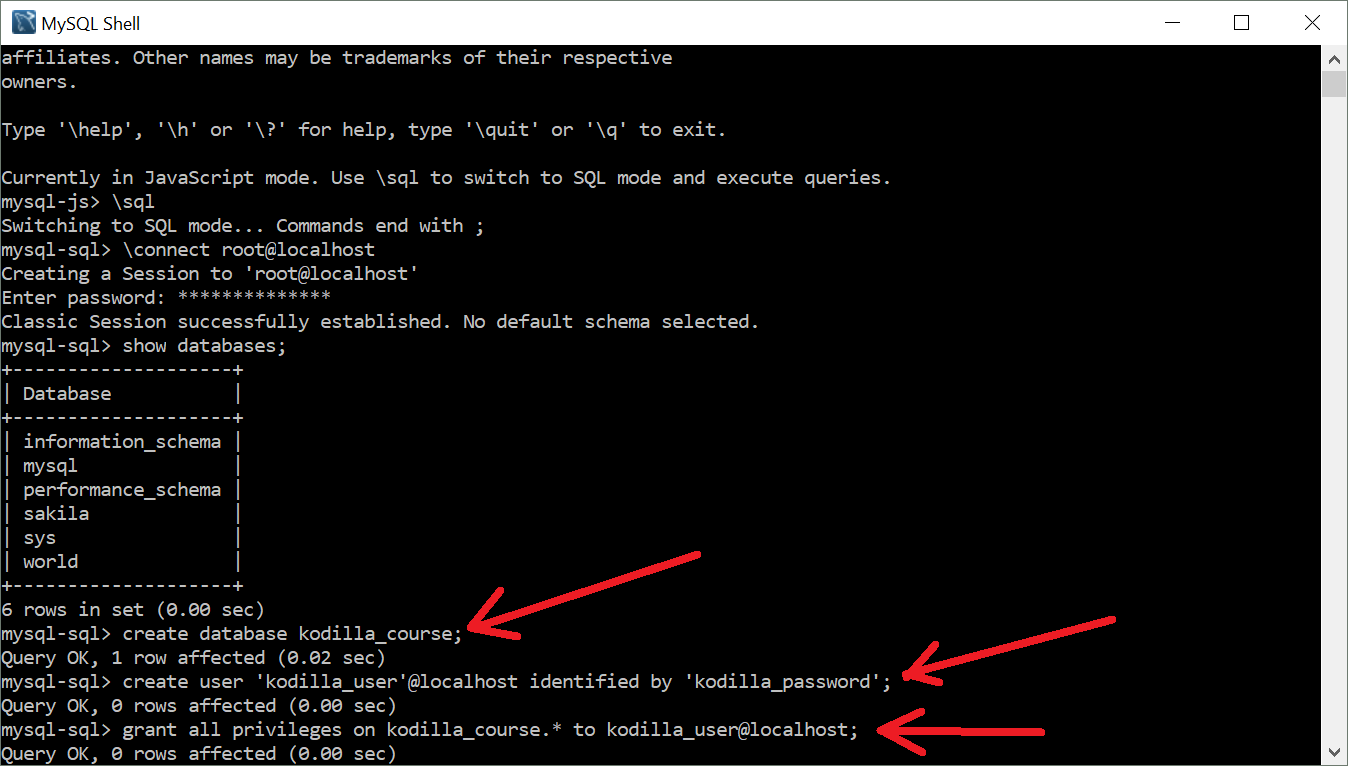 MySQL Shell
affiliates. Other names may be trademarks of their respective
owners.
Type '\help', '\h' or '\?' for help, type '\quit' or '\q' to exit.
Currently in JavaScript mode. Use \sql to switch to SQL mode and execute queries.
mysql-js> \sql
Switching to SQL mode... Commands end with ;
mysql-sql> \connect root@localhost
Creating a Session to 'root@localhost'
Enter password: **************
Classic Session successfully established. No default schema selected.
mysql-sql> show databases;
+--------------------+
| Database           |
+--------------------+
| information_schema |
| mysql              |
| performance_schema |
| sakila             |
| sys                |
| world              |
+--------------------+
6 rows in set (0.00 sec)
mysql-sql> create database kodilla_course;
Query OK, 1 row affected (0.02 sec)
mysql-sql> create user 'kodilla_user'@localhost identified by 'kodilla_password';
Query OK, 0 rows affected (0.00 sec)
mysql-sql> grant all privileges on kodilla_course.* to kodilla_user@localhost;
Query OK, 0 rows affected (0.00 sec)